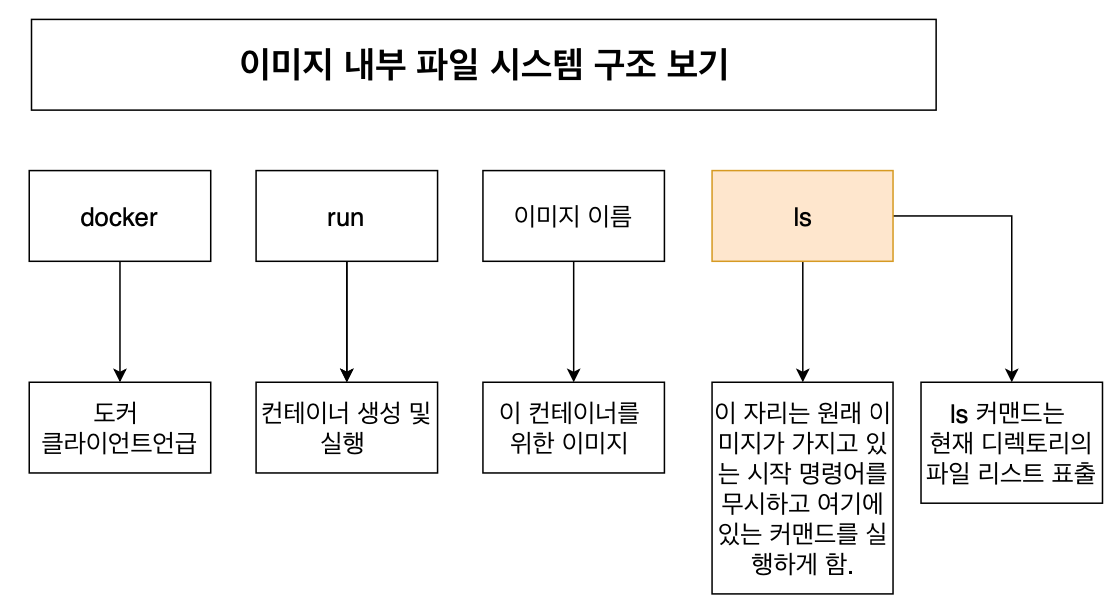 이미지 내부 파일 시스템 구조 보기
docker
run
이미지 이름
ls
도커
클라이언트언급
컨테이너 생성 및
실행
이 컨테이너를
위한 이미지
이 자리는 원래 이
미지가 가지고 있
는 시작 명령어를
무시하고 여기에
있는 커맨드를 실
행하게 함.
ls 커맨드는
현재 디렉토리의
파일 리스트 표출